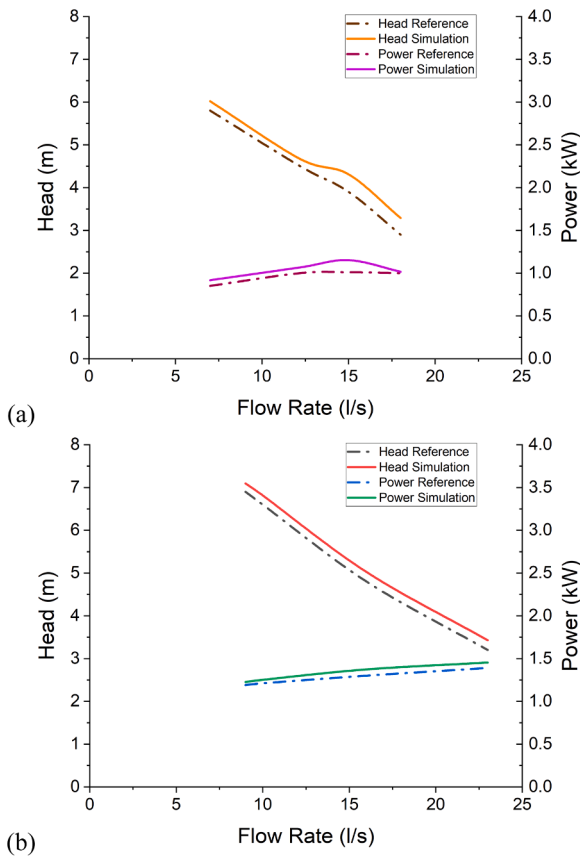 Head Reference
Head Simulation
Power Reference
Power Simulation
8
7
6
5
4
3
2
1
0
Head (m)
4.0
3.5
3.0
2.5
2.0
1.5
1.0
0.5
0.0
Power (kW)
0 5 10 15 20 25
Flow Rate (l/s)
(a)
Head Reference
Head Simulation
Power Reference
Power Simulation
8
7
6
5
4
3
2
1
0
Head (m)
4.0
3.5
3.0
2.5
2.0
1.5
1.0
0.5
0.0
Power (kW)
0 5 10 15 20 25
Flow Rate (l/s)
(b)